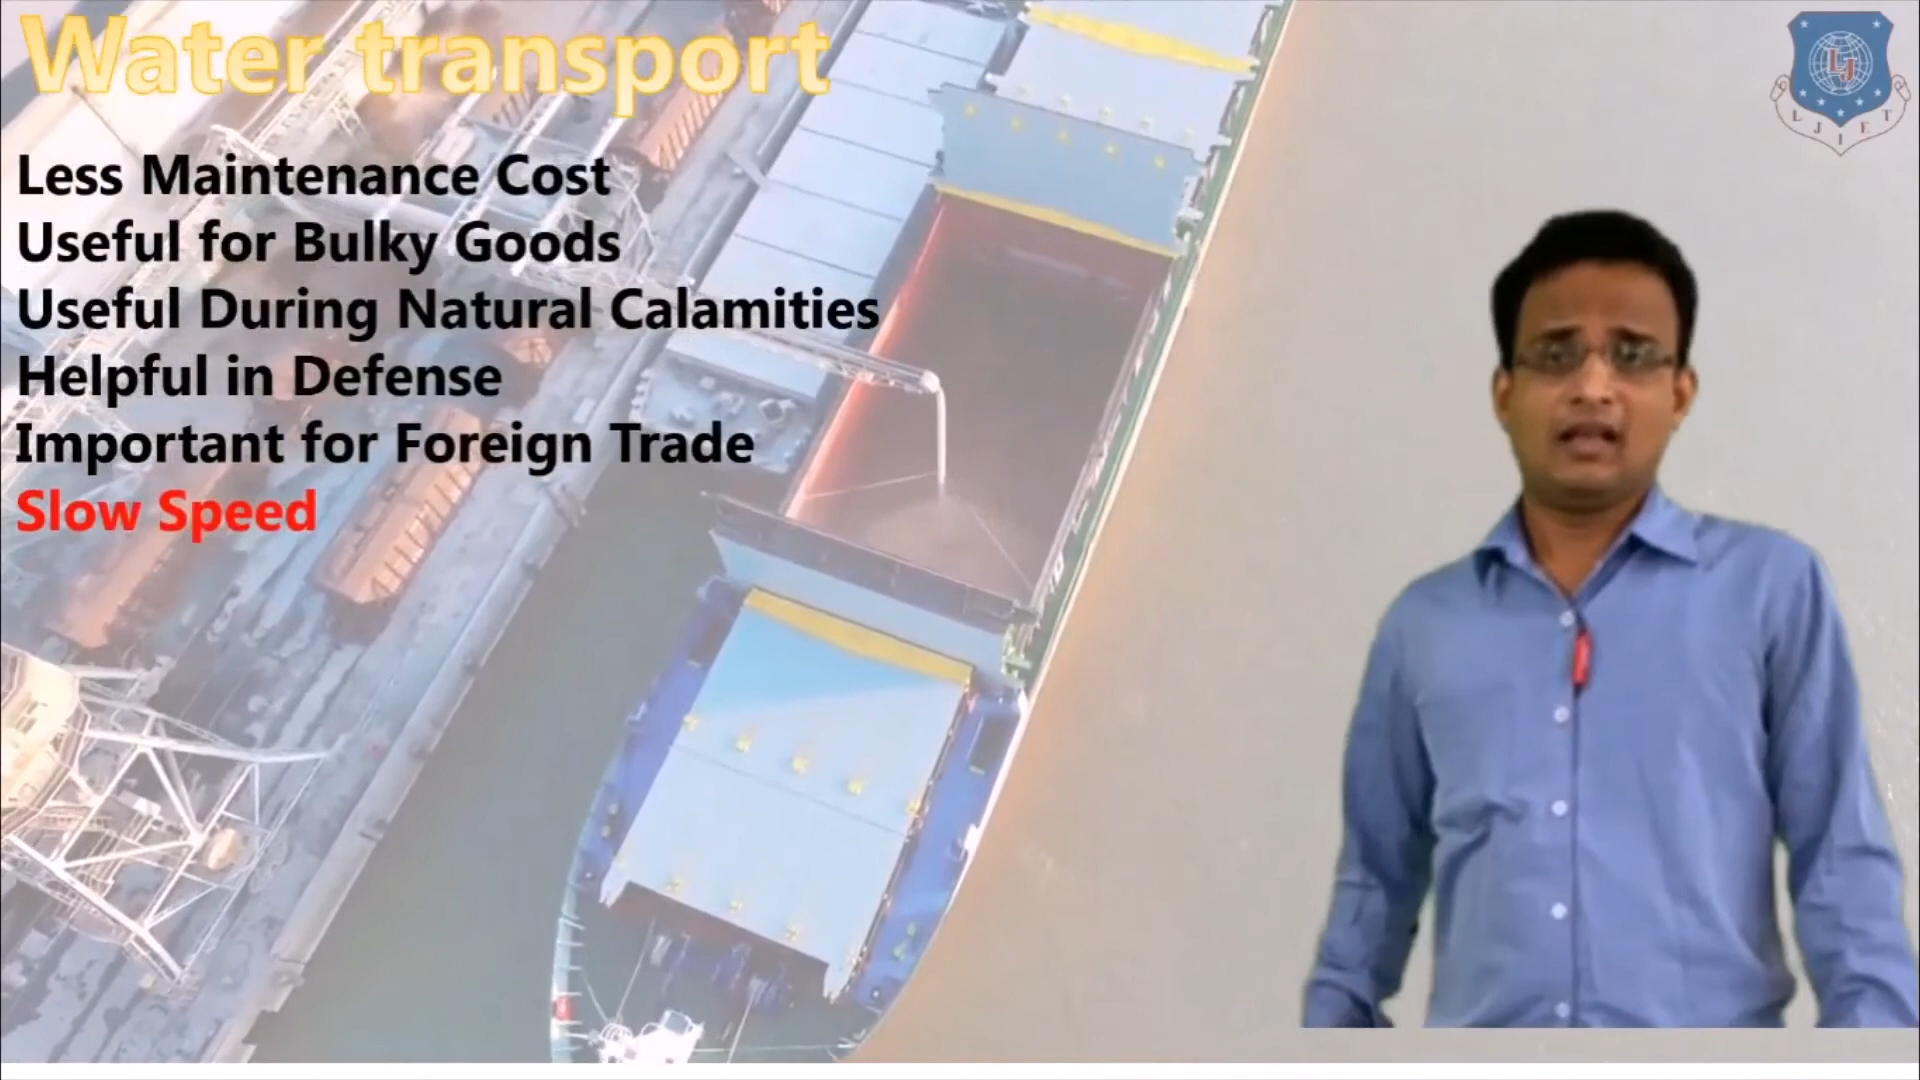 Water transport
Less Maintenance Cost
Useful for Bulky Goods
Useful During Natural Calamities
Helpful in Defense
Important for Foreign Trade
Slow Speed
LJ
L J I E T